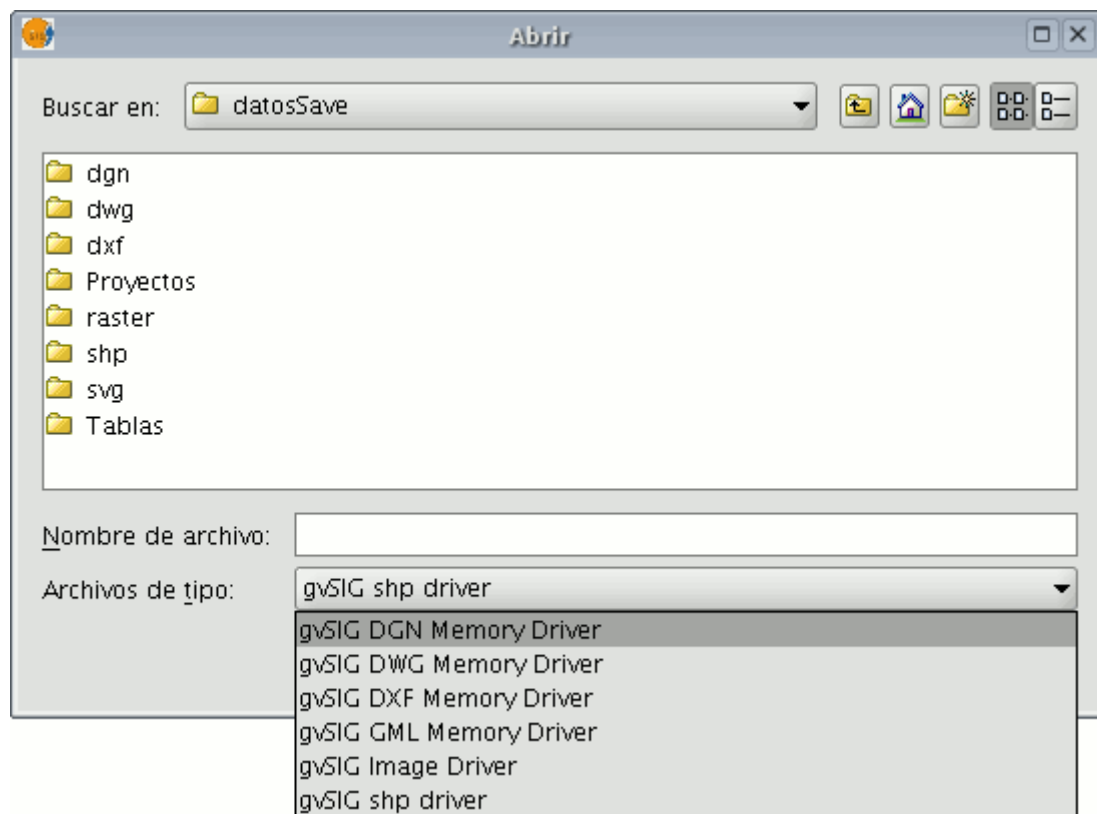 Abrir
Buscar en: datosSave
dgn
dwg
dxf
Proyectos
raster
shp
svg
Tablas
Nombre de archivo:
Archivos de tipo: gvSIG shp driver
gvSIG DGN Memory Driver
gvSIG DWG Memory Driver
gvSIG DXF Memory Driver
gvSIG GML Memory Driver
gvSIG Image Driver
gvSIG shp driver